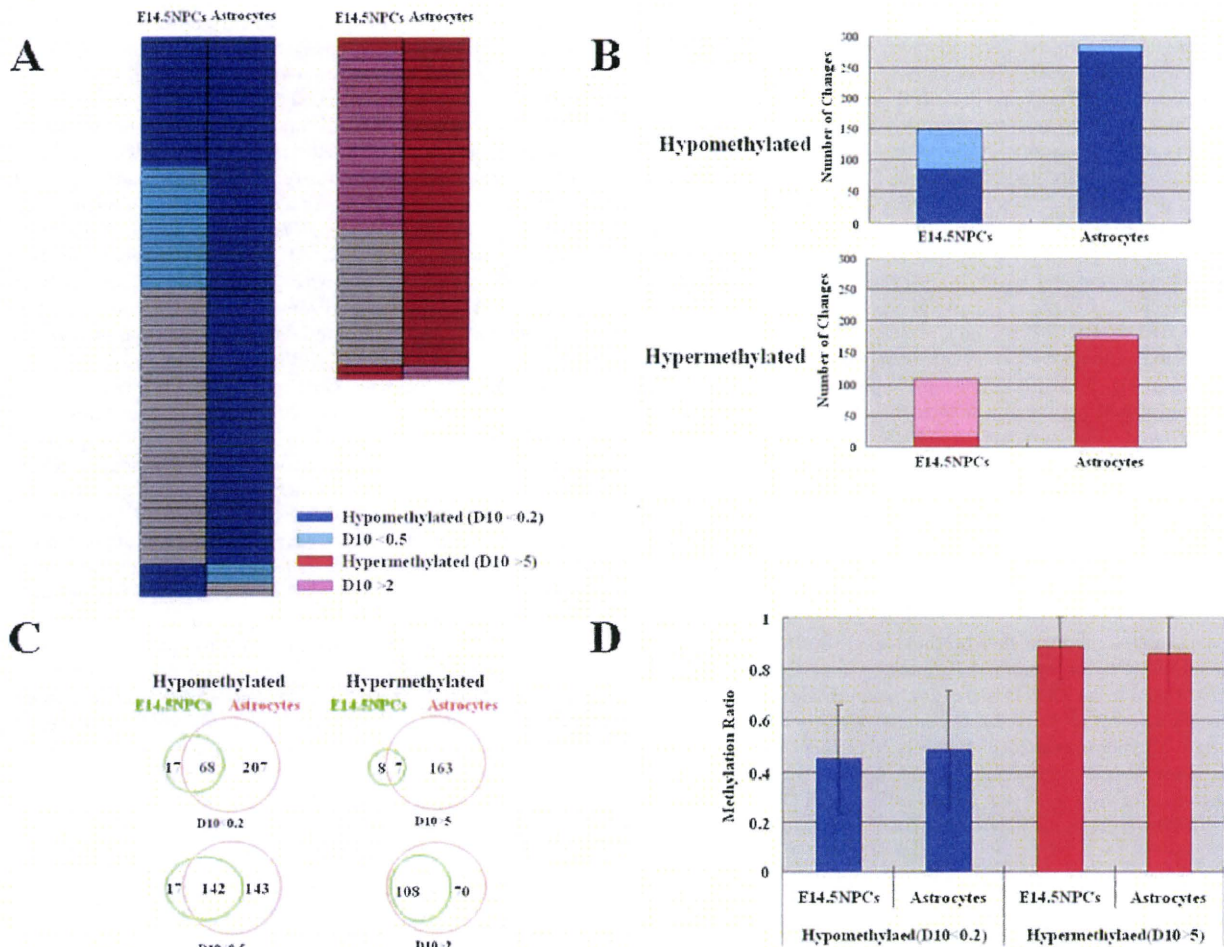 A
E14.5NPCs Astrocytes
E14.5NPCs Astrocytes
Hypomethylated (D10 <0.2)
D10 <0.5
Hypermethylated (D10 >5)
D10 >2
B
Hypomethylated
Number of Changes
300
250
200
150
100
50
0
E14.5NPCs
Astrocytes
Hypermethylated
Number of Changes
300
250
200
150
100
50
0
E14.5NPCs
Astrocytes
C
Hypomethylated
E14.5NPCs Astrocytes
17 68 207
D10<0.2
17 142 143
D10<0.5
Hypermethylated
E14.5NPCs Astrocytes
8 7 163
D10>5
108 70
D10>2
D
Methylation Ratio
1
0.8
0.6
0.4
0.2
0
E14.5NPCs
Astrocytes
E14.5NPCs
Astrocytes
Hypomethylaed(D10<0.2)
Hypermethylaed(D10>5)